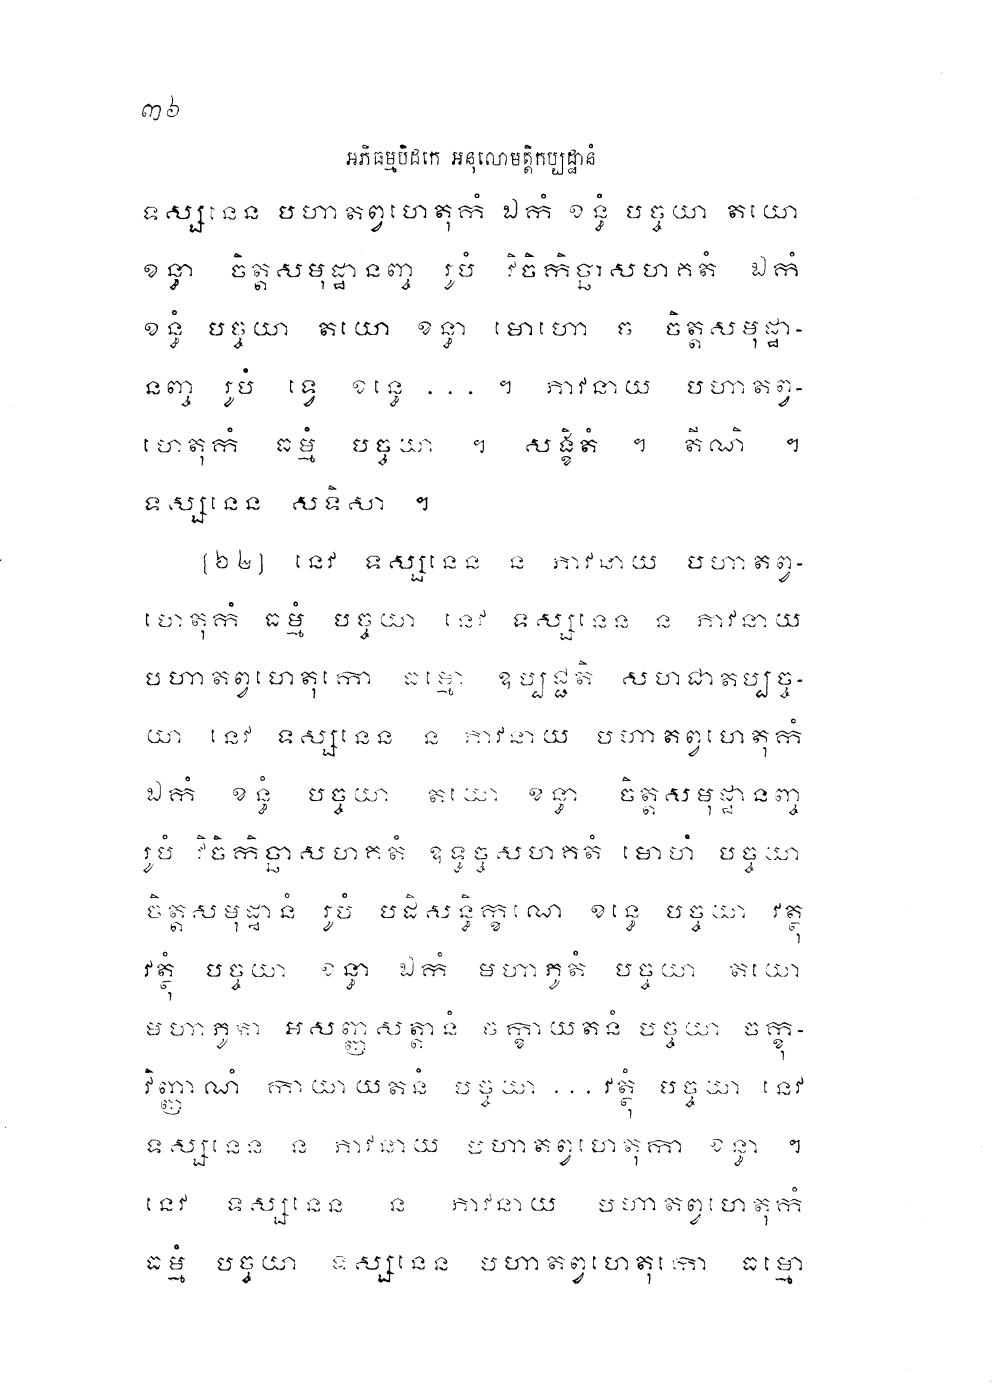 ៣៦
អភិធម្មបិដកេ អនុលោមត្តិកប្បដ្ឋានំ
ទស្សនេន បហាតព្វហេតុកំ ឯកំ ខន្ធំ បច្ចយា តយោ
ខន្ធា ចិត្តសមុដ្ឋានញ្ច រូបំ វិចិកិច្ឆាសហគតំ ឯកំ
ខន្ធំ បច្ចយា តយោ ខន្ធា មោហោ ច ចិត្តសមុដ្ឋា-
នញ្ច រូបំ ទ្វេ ខន្ធេ ... ។ ភាវនាយ បហាតព្វ-
ហេតុកំ ធម្មំ បច្ចយា ។ សង្ខិតំ ។ តីណិ ។
ទស្សនេន សទិសា ។
(៦២) នេវ ទស្សនេន ន ភាវនាយ បហាតព្វ-
ហេតុកំ ធម្មំ បច្ចយា នេវ ទស្សនេន ន ភាវនាយ
បហាតព្វហេតុកោ ធម្មោ ឧប្បជ្ជតិ សហជាតប្បច្ច-
យា នេវ ទស្សនេន ន ភាវនាយ បហាតព្វហេតុកំ
ឯកំ ខន្ធំ បច្ចយា តយោ ខន្ធា ចិត្តសមុដ្ឋានញ្ច
រូបំ វិចិកិច្ឆាសហគតំ ឧទ្ធច្ចសហគតំ មោហំ បច្ចយា
ចិត្តសមុដ្ឋានំ រូបំ បដិសន្ធិក្ខណេ ខន្ធេ បច្ចយា វត្ថុ
វត្ថុំ បច្ចយា ខន្ធា ឯកំ មហាភូតំ បច្ចយា តយោ
មហាភូតា អសញ្ញសត្តានំ ចក្ខាយតនំ បច្ចយា ចក្ខុ-
វិញ្ញាណំ កាយាយតនំ បច្ចយា ... វត្ថុំ បច្ចយា នេវ
ទស្សនេន ន ភាវនាយ បហាតព្វហេតុកា ខន្ធា ។
នេវ ទស្សនេន ន ភាវនាយ បហាតព្វហេតុកំ
ធម្មំ បច្ចយា ទស្សនេន បហាតព្វហេតុកោ ធម្មោ